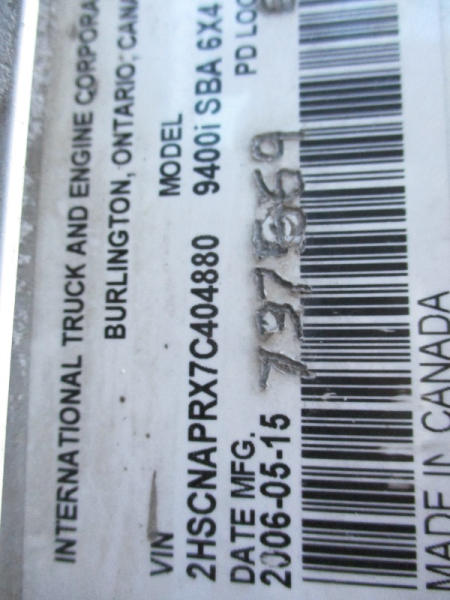 INTERNATIONAL TRUCK AND ENGINE CORPORA
BURLINGTON, ONTARIO, CANA
VIN MODEL
2HSCNAPRX7C404880 9400i SBA 6X4
DATE MFG. PD LOC
2006-05-15
MADE IN CANADA